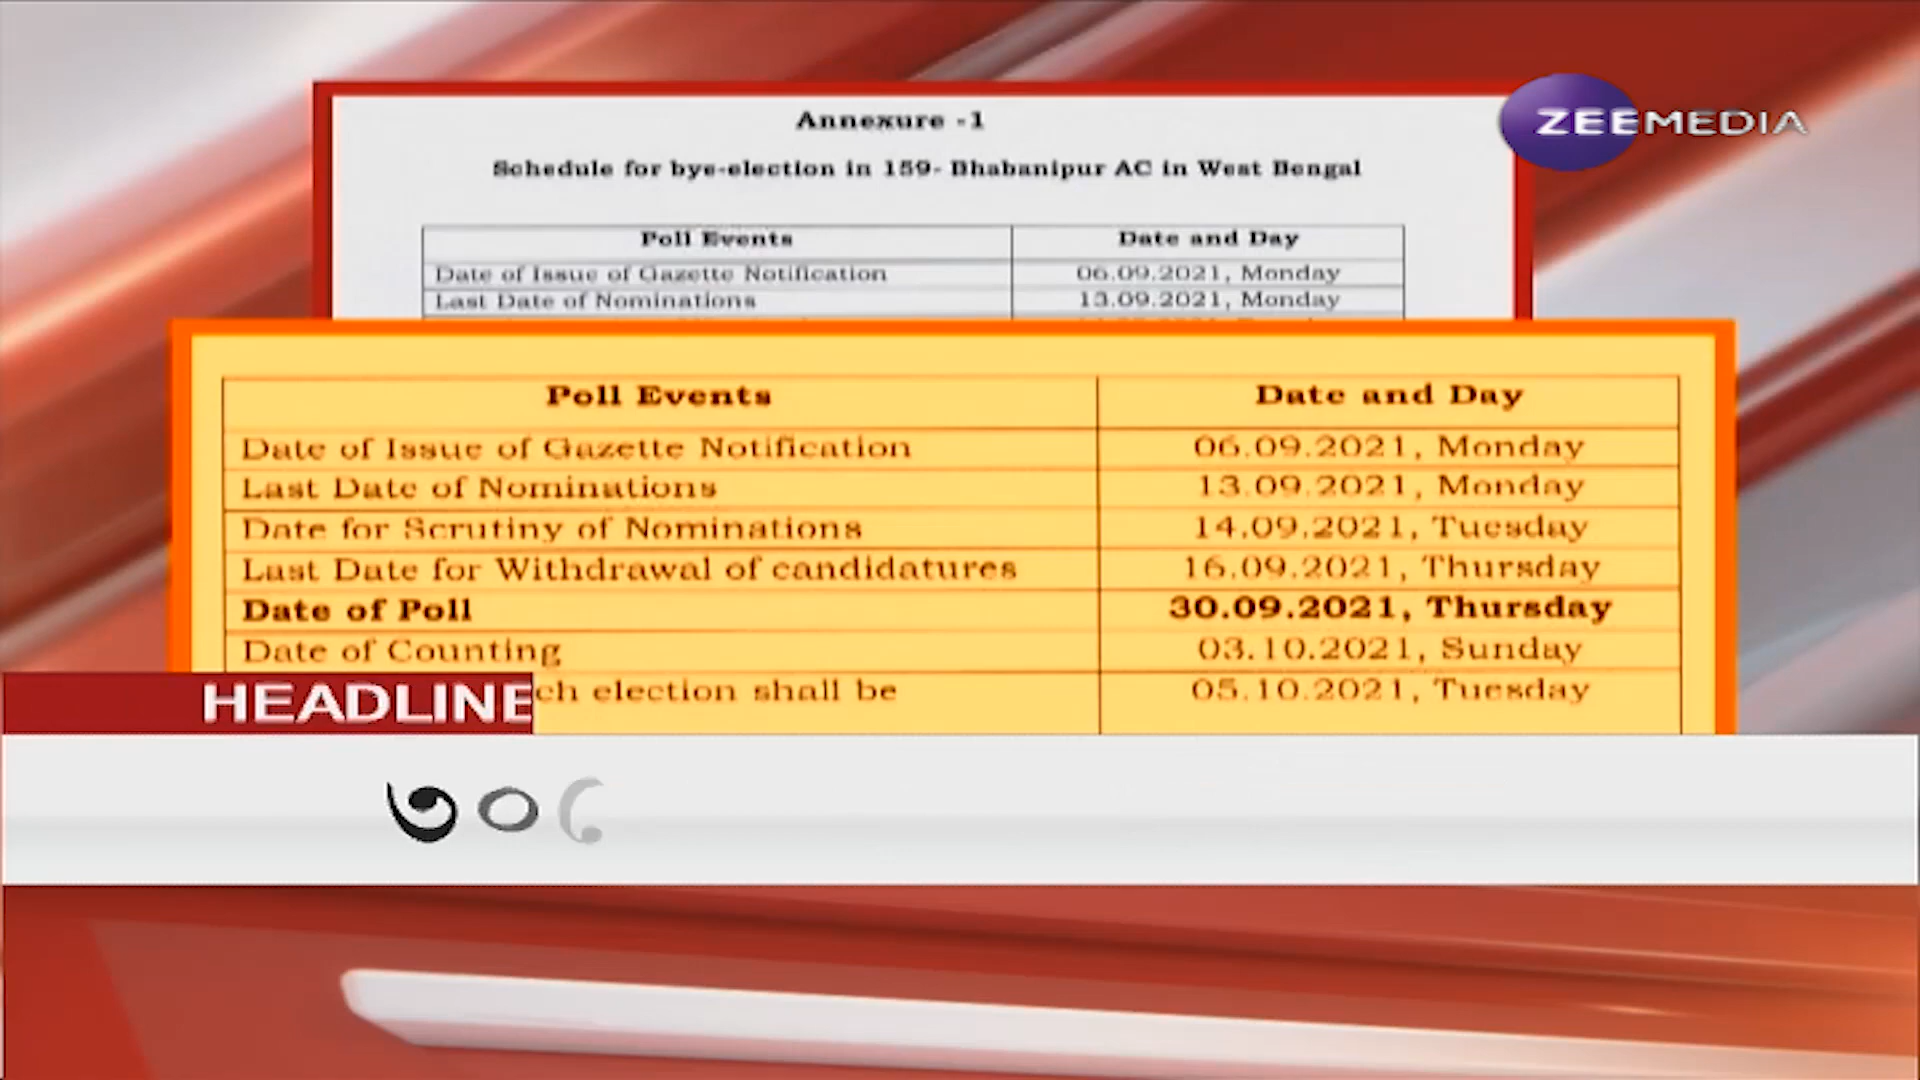 ZEEMEDIA
Annexure -1
Schedule for bye-election in 159- Bhabanipur AC in West Bengal
Poll Events Date and Day
Date of Issue of Gazette Notification 06.09.2021, Monday
Last Date of Nominations 13.09.2021, Monday
Poll Events Date and Day
Date of Issue of Gazette Notification 06.09.2021, Monday
Last Date of Nominations 13.09.2021, Monday
Date for Scrutiny of Nominations 14.09.2021, Tuesday
Last Date for Withdrawal of candidatures 16.09.2021, Thursday
Date of Poll 30.09.2021, Thursday
Date of Counting 03.10.2021, Sunday
ch election shall be 05.10.2021, Tuesday
HEADLINE
৩০